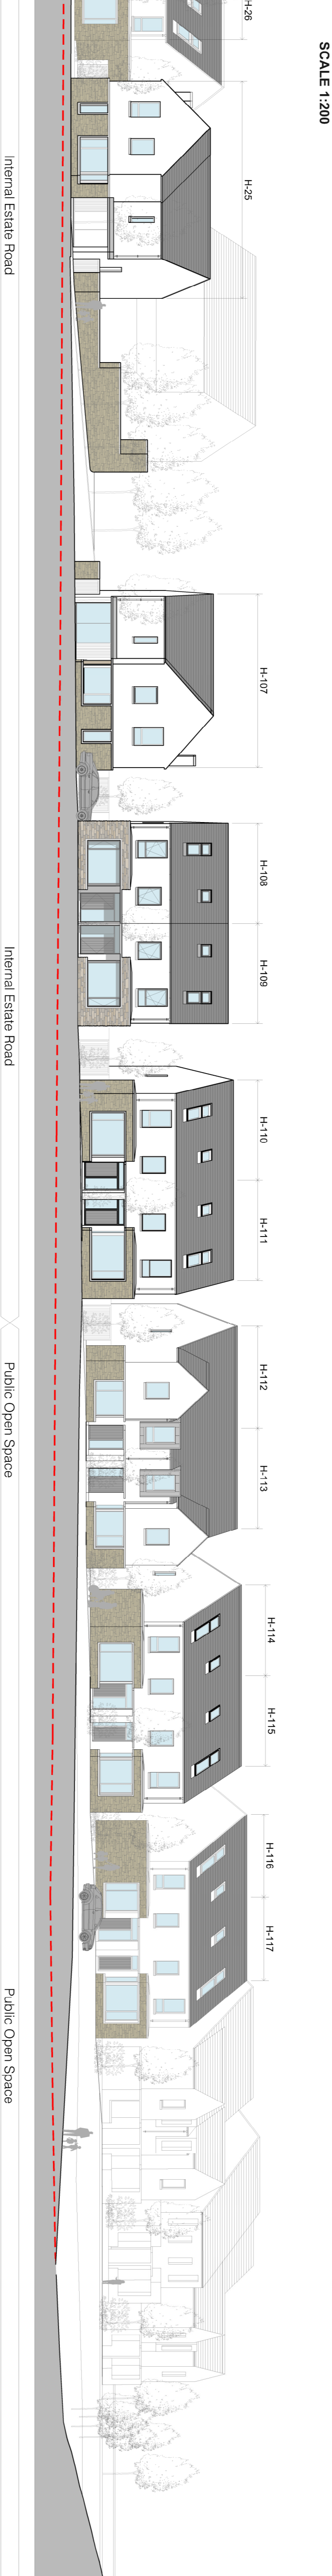 SCALE 1:200
H-26
H-25
H-107
H-108
H-109
H-110
H-111
H-112
H-113
H-114
H-115
H-116
H-117
Internal Estate Road
Internal Estate Road
Public Open Space
Public Open Space